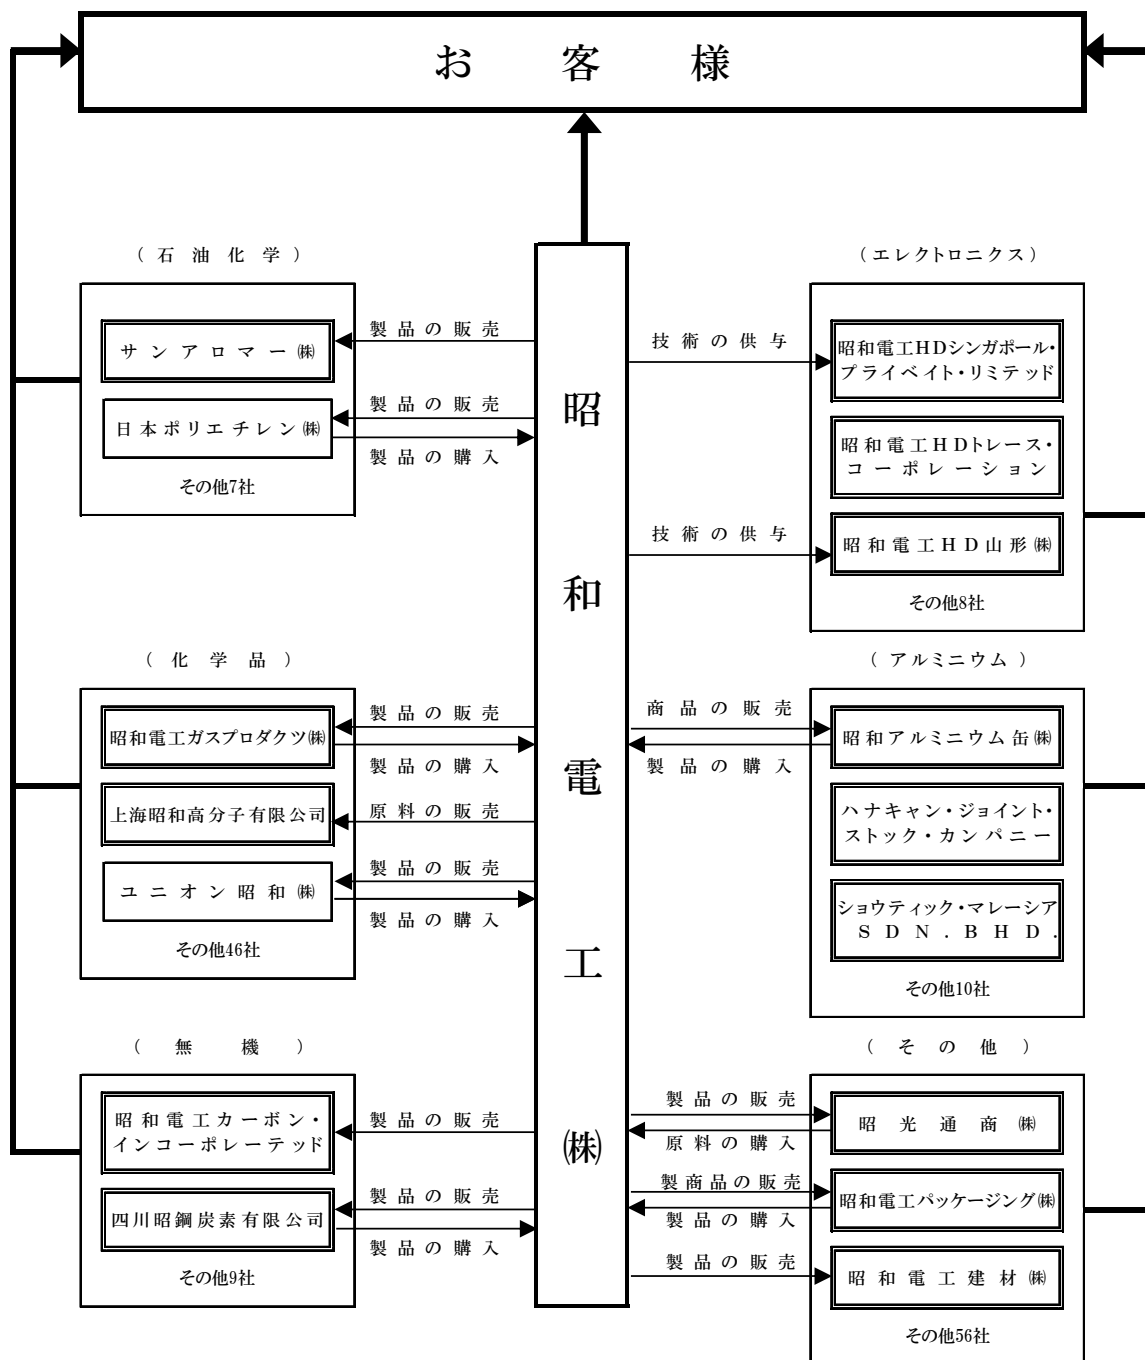 お客様
(石油化学)
サンアロマー㈱
日本ポリエチレン㈱
その他7社
製品の販売
製品の販売
製品の購入
(化学品)
昭和電工ガスプロダクツ㈱
上海昭和高分子有限公司
ユニオン昭和㈱
その他46社
製品の販売
製品の購入
原料の販売
製品の販売
製品の購入
(無機)
昭和電工カーボン・
インコーポレーテッド
四川昭鋼炭素有限公司
その他9社
製品の販売
製品の販売
製品の購入
昭和電工㈱
(エレクトロニクス)
技術の供与
昭和電工HDシンガポール・
プライベイト・リミテッド
昭和電工HDトレース・
コーポレーション
技術の供与
昭和電工HD山形㈱
その他8社
(アルミニウム)
商品の販売
製品の購入
昭和アルミニウム缶㈱
ハナキャン・ジョイント・
ストック・カンパニー
ショウティック・マレーシア
SDN.BHD.
その他10社
(その他)
製品の販売
原料の購入
昭光通商㈱
製商品の販売
製品の購入
昭和電工パッケージング㈱
製品の販売
昭和電工建材㈱
その他56社